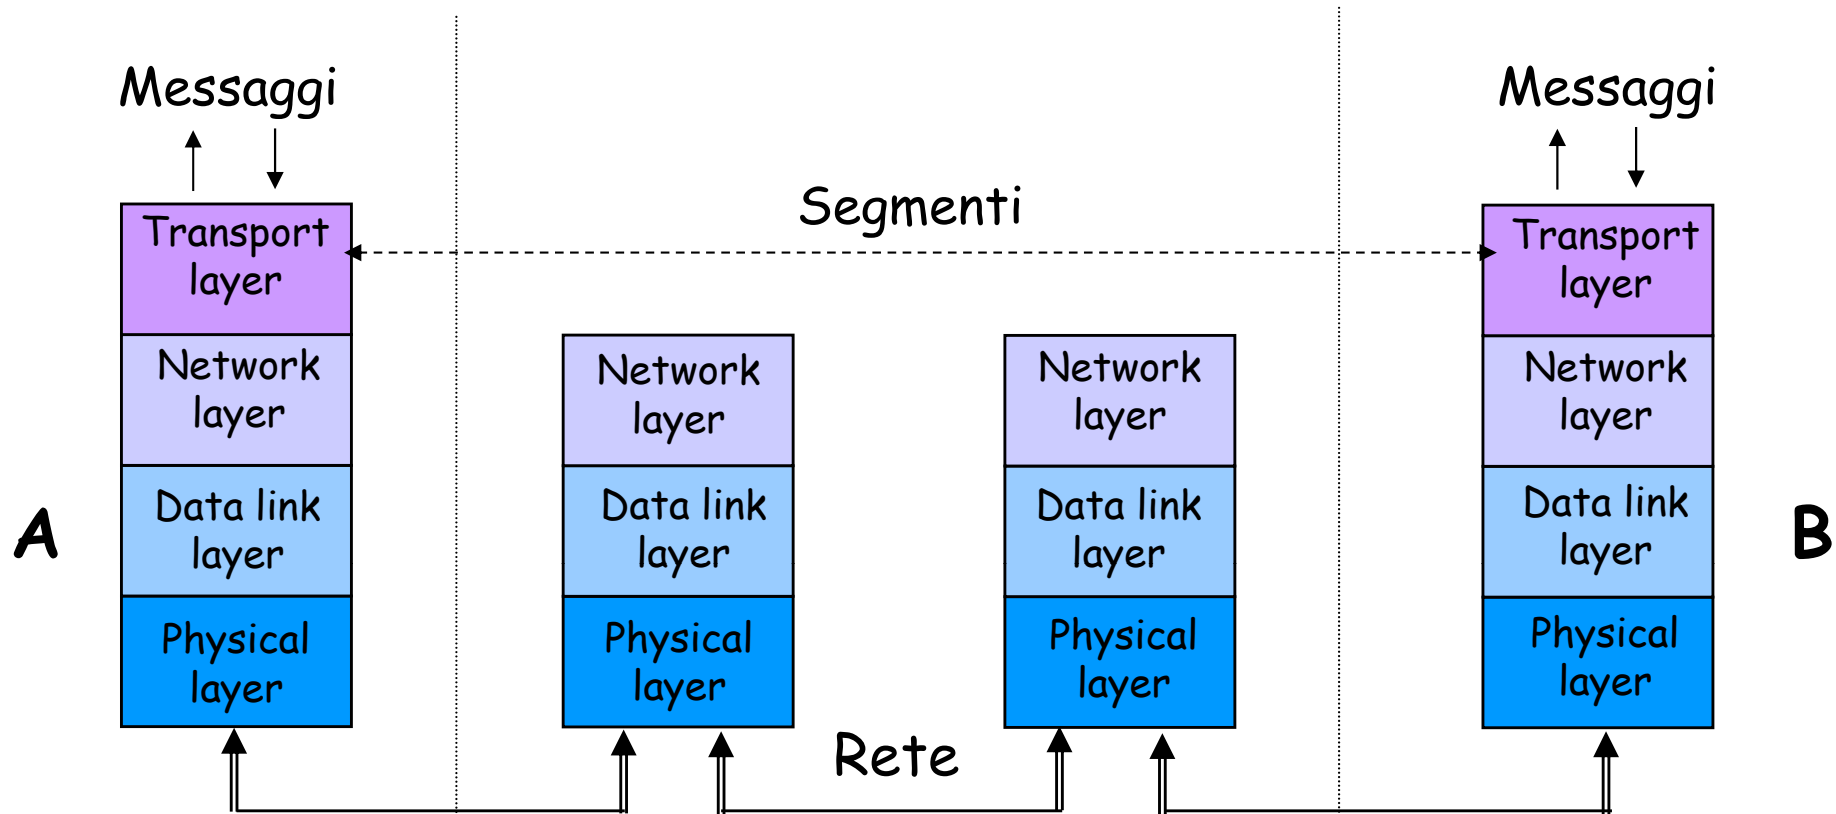 Messaggi
Messaggi
Segmenti
Transport
layer
Transport
layer
Network
layer
Network
layer
Network
layer
Network
layer
A
Data link
layer
Data link
layer
Data link
layer
Data link
layer
B
Physical
layer
Physical
layer
Physical
layer
Physical
layer
Rete